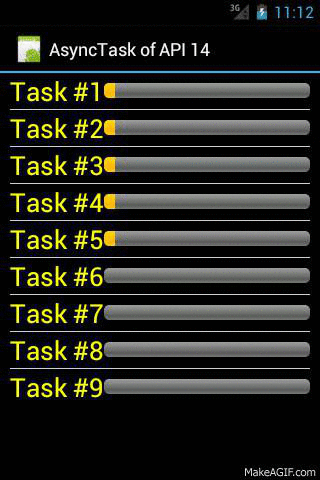 3G 11:12
AsyncTask of API 14
Task #1
Task #2
Task #3
Task #4
Task #5
Task #6
Task #7
Task #8
Task #9
MakeAGIF.com